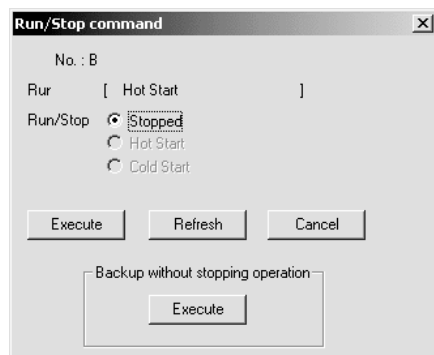 Run/Stop command
No. : B
Rur [ Hot Start ]
Run/Stop Stopped
Hot Start
Cold Start
Execute Refresh Cancel
Backup without stopping operation
Execute